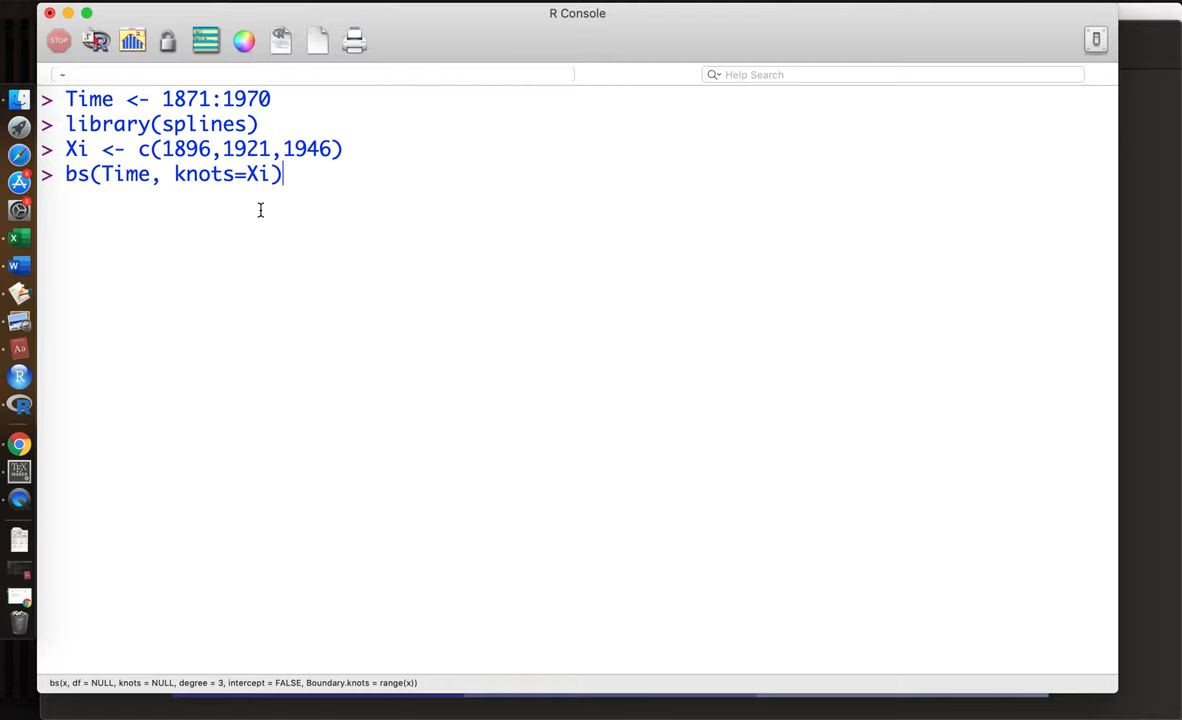 R Console
STOP
~
Help Search
> Time <- 1871:1970
> library(splines)
> Xi <- c(1896,1921,1946)
> bs(Time, knots=Xi)
bs(x, df = NULL, knots = NULL, degree = 3, intercept = FALSE, Boundary.knots = range(x))